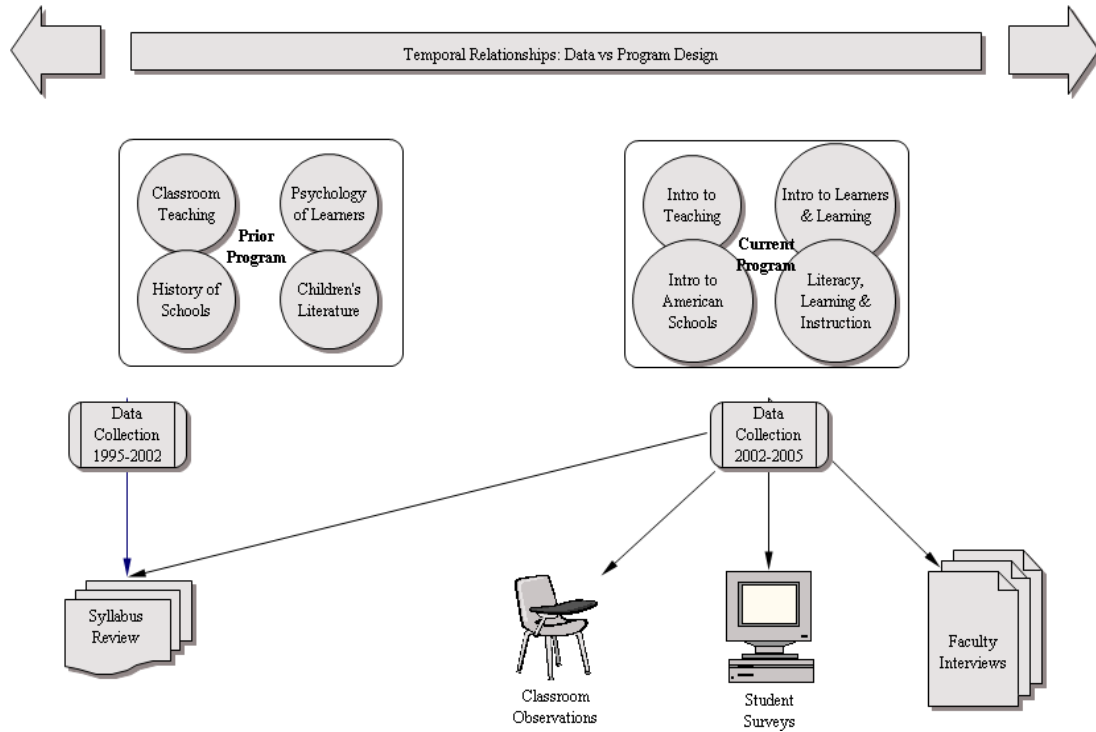 Temporal Relationships: Data vs Program Design
Classroom
Teaching
Psychology
of Learners
Prior
Program
History of
Schools
Children's
Literature
Intro to
Teaching
Intro to Learners
& Learning
Current
Program
Intro to
American
Schools
Literacy,
Learning &
Instruction
Data
Collection
1995-2002
Data
Collection
2002-2005
Syllabus
Review
Classroom
Observations
Student
Surveys
Faculty
Interviews